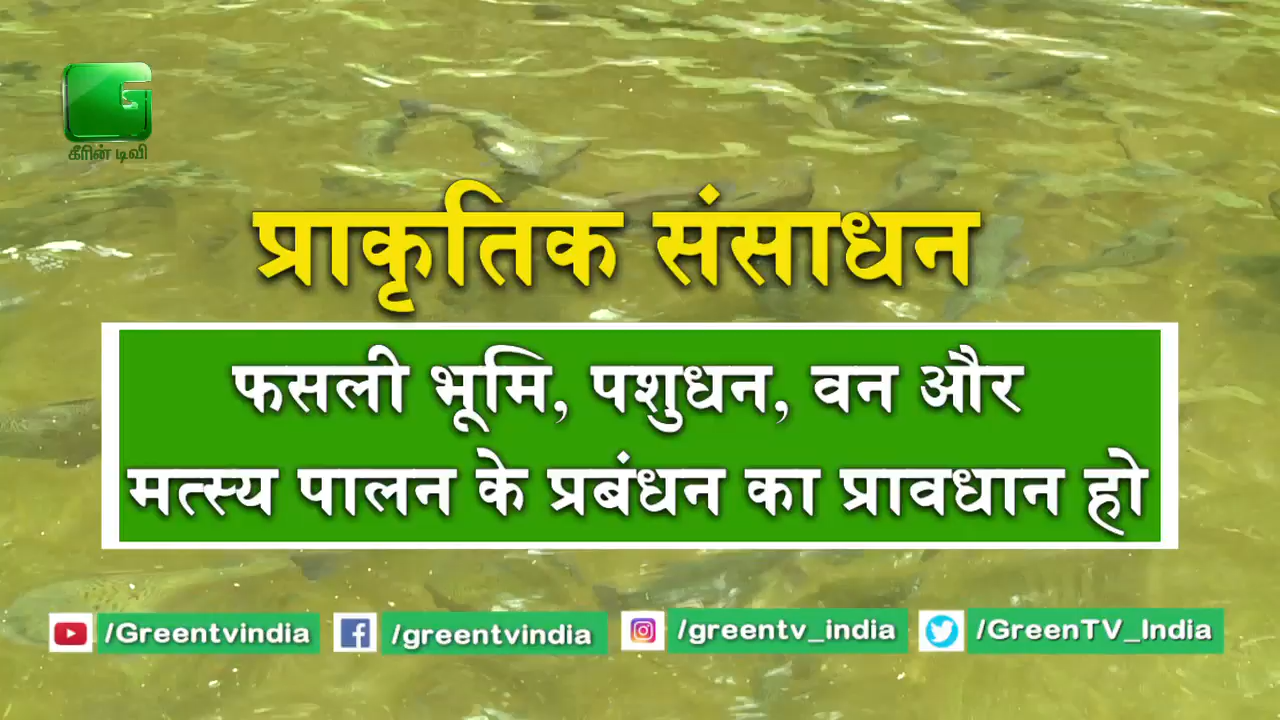 கிரின் டிவி
प्राकृतिक संसाधन
फसली भूमि, पशुधन, वन और
मत्स्य पालन के प्रबंधन का प्रावधान हो
/Greentvindia /greentvindia /greentv_india /GreenTV_India